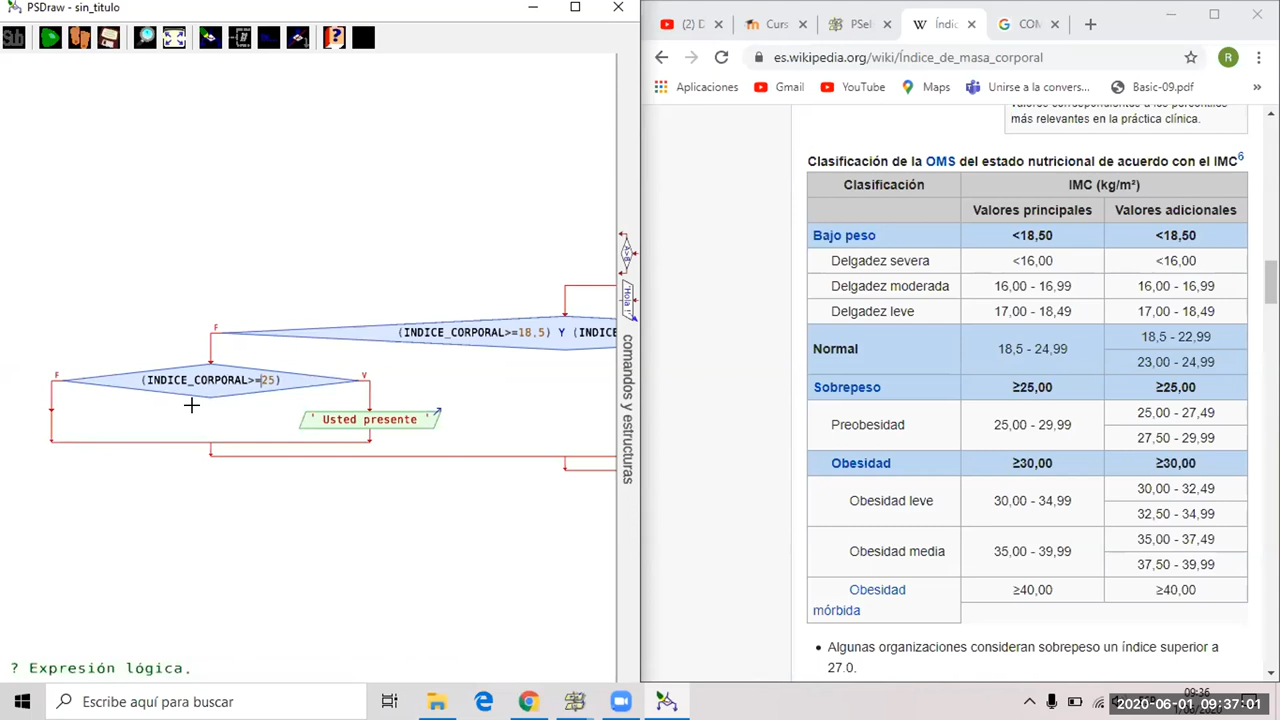 PSDraw - sin_titulo
Sub
?
F
(INDICE_CORPORAL>=18.5) Y (INDICE
F
(INDICE_CORPORAL>=25)
V
' Usted presente '
A>B
'Hola !'
comandos y estructuras
? Expresión lógica.
(2) D
Curs
PSei
Índic
CON
es.wikipedia.org/wiki/Índice_de_masa_corporal
R
Aplicaciones
Gmail
YouTube
Maps
Unirse a la convers...
Basic-09.pdf
»
más relevantes en la práctica clínica.
Clasificación de la OMS del estado nutricional de acuerdo con el IMC6
Clasificación
IMC (kg/m²)
Valores principales
Valores adicionales
Bajo peso
<18,50
<18,50
Delgadez severa
<16,00
<16,00
Delgadez moderada
16,00 - 16,99
16,00 - 16,99
Delgadez leve
17,00 - 18,49
17,00 - 18,49
Normal
18,5 - 24,99
18,5 - 22,99
23,00 - 24,99
Sobrepeso
≥25,00
≥25,00
Preobesidad
25,00 - 29,99
25,00 - 27,49
27,50 - 29,99
Obesidad
≥30,00
≥30,00
Obesidad leve
30,00 - 34,99
30,00 - 32,49
32,50 - 34,99
Obesidad media
35,00 - 39,99
35,00 - 37,49
37,50 - 39,99
Obesidad
mórbida
≥40,00
≥40,00
Algunas organizaciones consideran sobrepeso un índice superior a
27.0.
Escribe aquí para buscar
09:36
2020-06-01 09:37:01